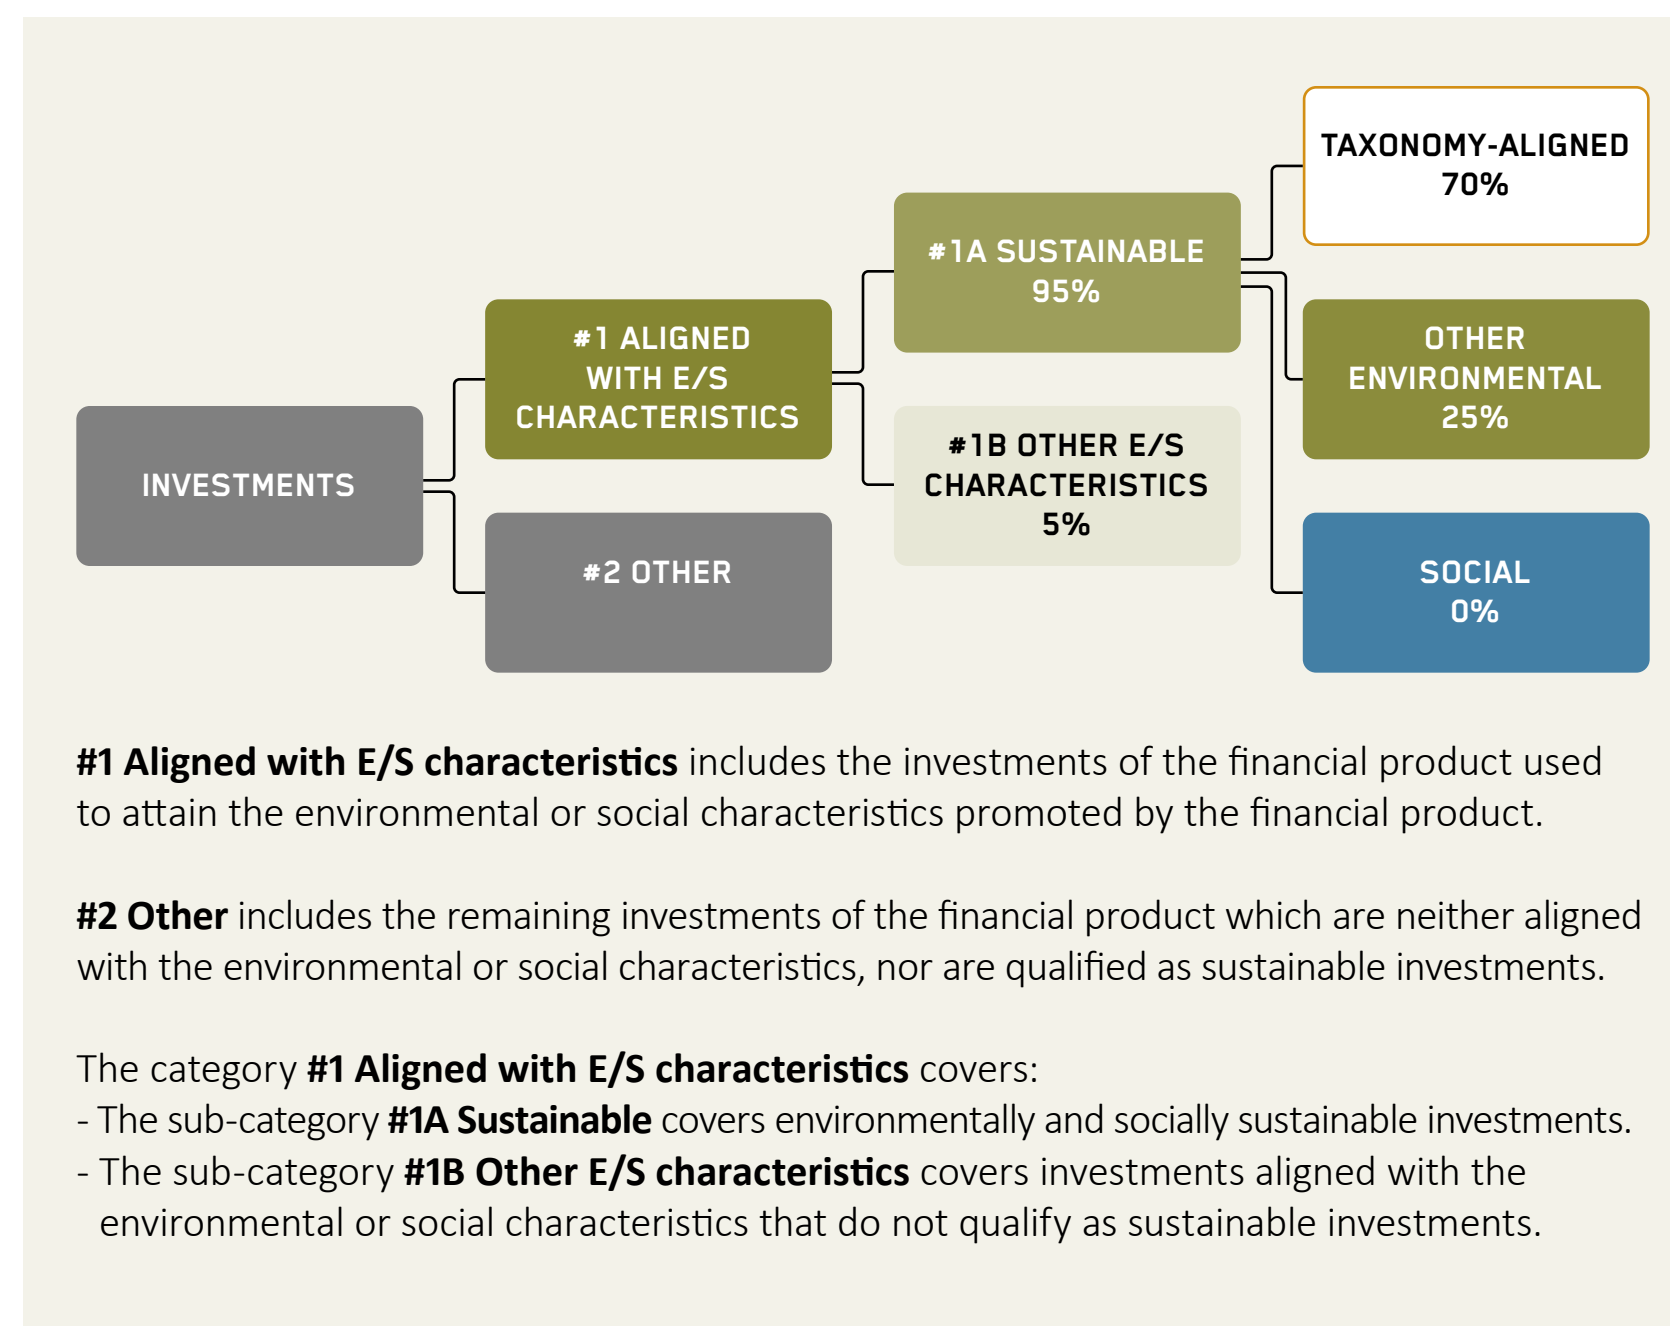 TAXONOMY-ALIGNED
70%
#1A SUSTAINABLE
95%
#1 ALIGNED
WITH E/S
CHARACTERISTICS
OTHER
ENVIRONMENTAL
25%
INVESTMENTS
#1B OTHER E/S
CHARACTERISTICS
5%
#2 OTHER
SOCIAL
0%
#1 Aligned with E/S characteristics includes the investments of the financial product used
to attain the environmental or social characteristics promoted by the financial product.
#2 Other includes the remaining investments of the financial product which are neither aligned
with the environmental or social characteristics, nor are qualified as sustainable investments.
The category #1 Aligned with E/S characteristics covers:
- The sub-category #1A Sustainable covers environmentally and socially sustainable investments.
- The sub-category #1B Other E/S characteristics covers investments aligned with the
environmental or social characteristics that do not qualify as sustainable investments.